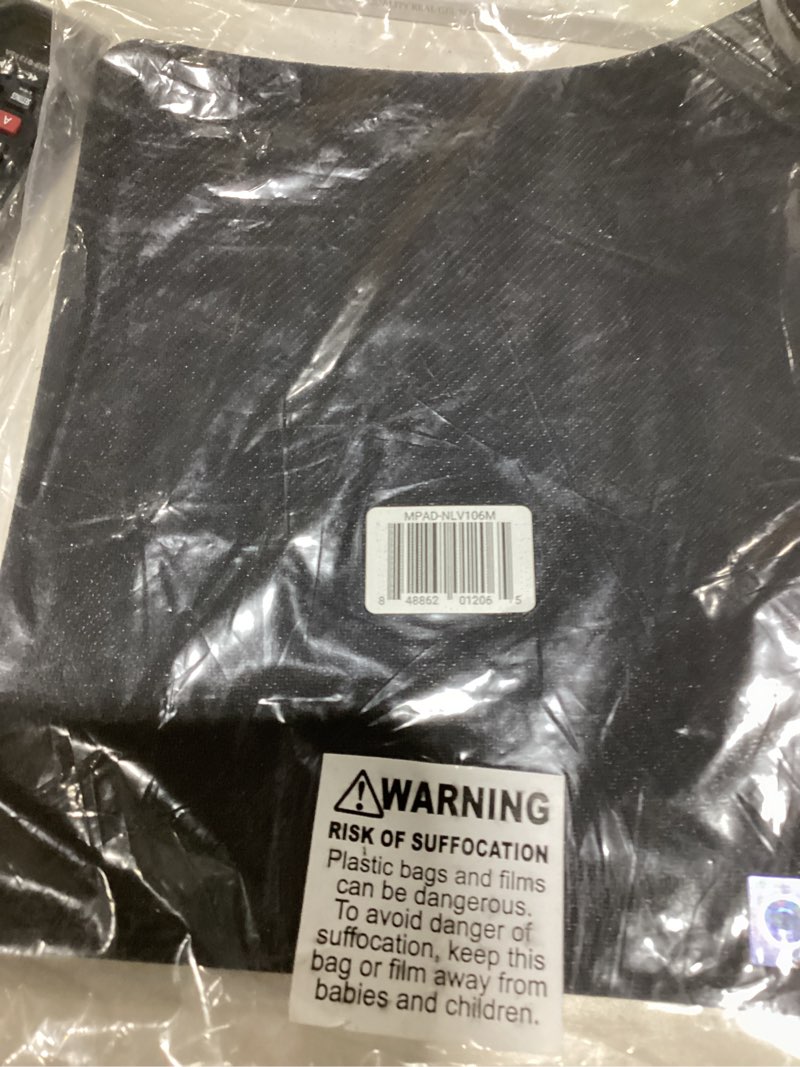 MPAD-NLV106M
8 48862 01206 5
WARNING
RISK OF SUFFOCATION
Plastic bags and films
can be dangerous.
To avoid danger of
suffocation, keep this
bag or film away from
babies and children.